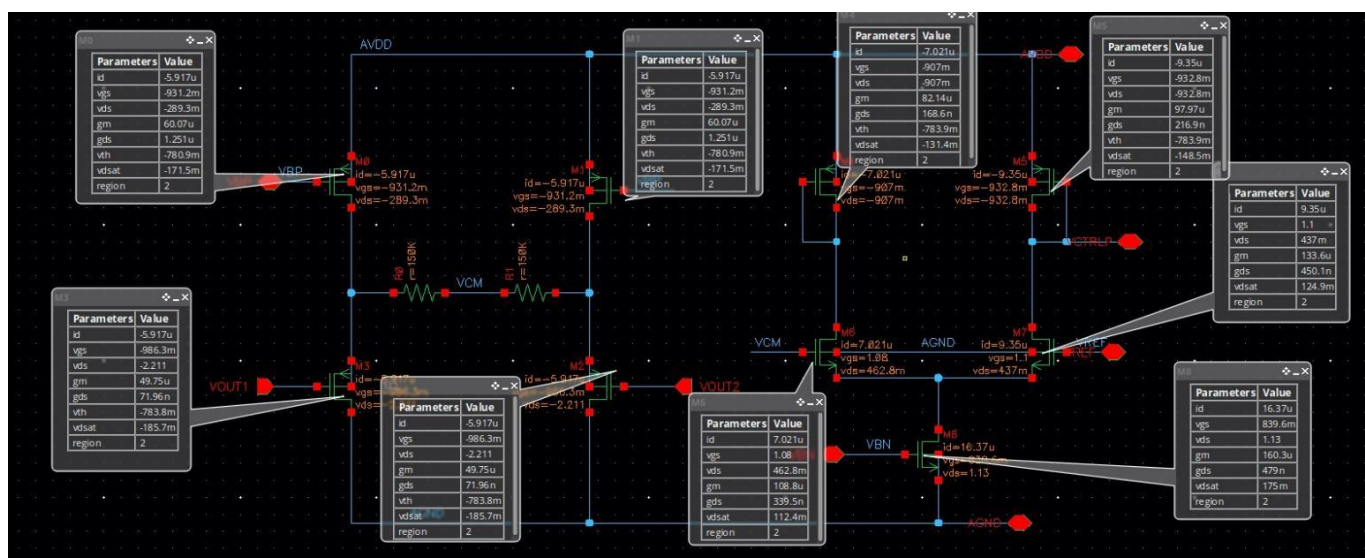 M0
Parameters Value
id -5.917u
vgs -931.2m
vds -289.3m
gm 60.07u
gds 1.251u
vth -780.9m
vdsat -171.5m
region 2
AVDD
M1
Parameters Value
id -5.917u
vgs -931.2m
vds -289.3m
gm 60.07u
gds 1.251u
vth -780.9m
vdsat -171.5m
region 2
M4
Parameters Value
id -7.021u
vgs -907m
vds -907m
gm 82.14u
gds 168.6n
vth -783.9m
vdsat -131.4m
region 2
M5
Parameters Value
id -9.35u
vgs -932.8m
vds -932.8m
gm 97.97u
gds 216.9n
vth -783.9m
vdsat -148.5m
region 2
VBP
M0
id=-5.917u
vgs=-931.2m
vds=-289.3m
M1
id=-5.917u
vgs=-931.2m
vds=-289.3m
id=-7.021u
vgs=-907m
vds=-907m
M5
id=-9.35u
vgs=-932.8m
vds=-932.8m
VCTRLP
Parameters Value
id 9.35u
vgs 1.1
vds 437m
gm 133.6u
gds 450.1n
vdsat 124.9m
region 2
R0
r=150K
VCM
R1
r=150K
M3
Parameters Value
id -5.917u
vgs -986.3m
vds -2.211
gm 49.75u
gds 71.96n
vth -783.8m
vdsat -185.7m
region 2
VOUT1
M3
M2
vds=-2.211
VOUT2
Parameters Value
id -5.917u
vgs -986.3m
vds -2.211
gm 49.75u
gds 71.96n
vth -783.8m
vdsat -185.7m
region 2
VCM
M6
id=7.021u
vgs=1.08
vds=462.8m
AGND
M7
id=9.35u
vgs=1.1
vds=437m
VREF
M6
Parameters Value
id 7.021u
vgs 1.08
vds 462.8m
gm 108.8u
gds 339.5n
vdsat 112.4m
region 2
VBN
M8
id=16.37u
vds=1.13
M8
Parameters Value
id 16.37u
vgs 839.6m
vds 1.13
gm 160.3u
gds 479n
vdsat 175m
region 2
AGND